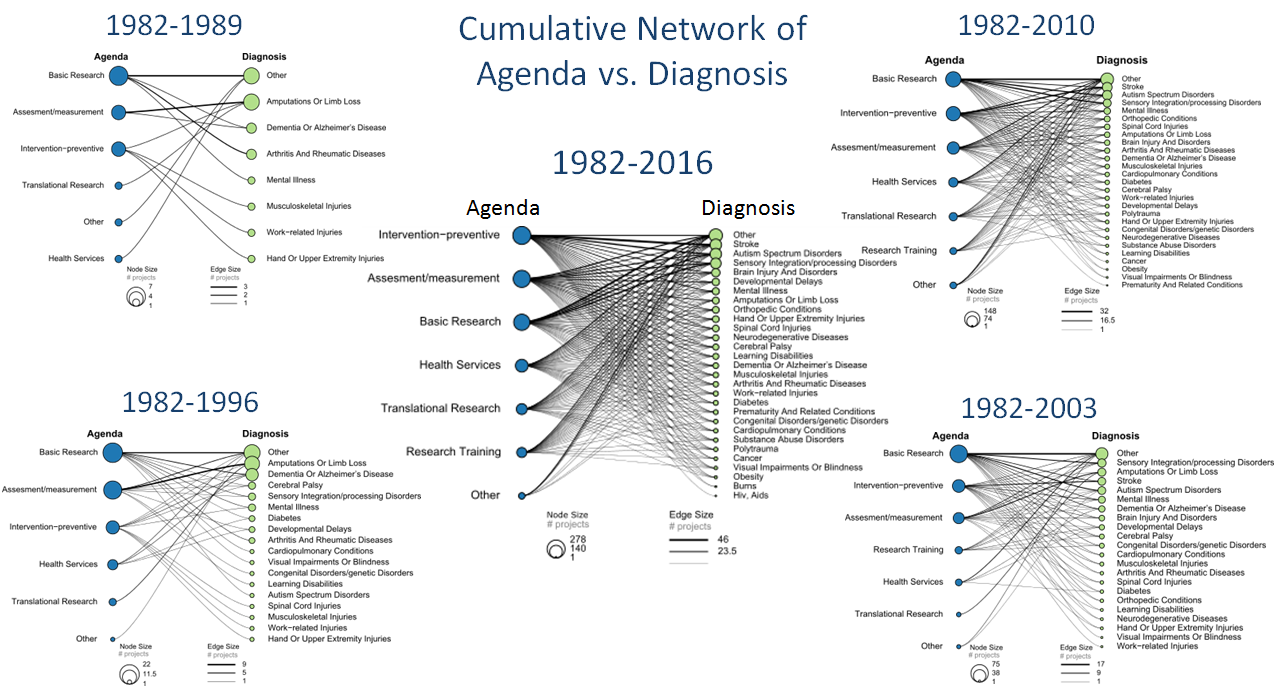 Cumulative Network of
Agenda vs. Diagnosis
1982-1989
Agenda
Diagnosis
Basic Research
Assesment/measurement
Intervention−preventive
Translational Research
Other
Health Services
Other
Amputations Or Limb Loss
Dementia Or Alzheimer's Disease
Arthritis And Rheumatic Diseases
Mental Illness
Musculoskeletal Injuries
Work-related Injuries
Hand Or Upper Extremity Injuries
Node Size
# projects
7
4
1
Edge Size
# projects
3
2
1
1982-1996
Agenda
Diagnosis
Basic Research
Assesment/measurement
Intervention−preventive
Health Services
Translational Research
Other
Other
Amputations Or Limb Loss
Dementia Or Alzheimer's Disease
Cerebral Palsy
Sensory Integration/processing Disorders
Mental Illness
Diabetes
Developmental Delays
Arthritis And Rheumatic Diseases
Cardiopulmonary Conditions
Visual Impairments Or Blindness
Congenital Disorders/genetic Disorders
Learning Disabilities
Autism Spectrum Disorders
Spinal Cord Injuries
Musculoskeletal Injuries
Work-related Injuries
Hand Or Upper Extremity Injuries
Node Size
# projects
22
11.5
1
Edge Size
# projects
9
5
1
1982-2016
Agenda
Diagnosis
Intervention−preventive
Assesment/measurement
Basic Research
Health Services
Translational Research
Research Training
Other
Other
Stroke
Autism Spectrum Disorders
Sensory Integration/processing Disorders
Brain Injury And Disorders
Developmental Delays
Mental Illness
Amputations Or Limb Loss
Orthopedic Conditions
Hand Or Upper Extremity Injuries
Spinal Cord Injuries
Neurodegenerative Diseases
Cerebral Palsy
Learning Disabilities
Dementia Or Alzheimer's Disease
Musculoskeletal Injuries
Arthritis And Rheumatic Diseases
Work-related Injuries
Diabetes
Prematurity And Related Conditions
Congenital Disorders/genetic Disorders
Cardiopulmonary Conditions
Substance Abuse Disorders
Polytrauma
Cancer
Visual Impairments Or Blindness
Obesity
Burns
Hiv, Aids
Node Size
# projects
278
140
1
Edge Size
# projects
46
23.5
1982-2010
Agenda
Diagnosis
Basic Research
Intervention−preventive
Assesment/measurement
Health Services
Translational Research
Research Training
Other
Other
Stroke
Autism Spectrum Disorders
Sensory Integration/processing Disorders
Mental Illness
Orthopedic Conditions
Spinal Cord Injuries
Amputations Or Limb Loss
Brain Injury And Disorders
Arthritis And Rheumatic Diseases
Dementia Or Alzheimer's Disease
Musculoskeletal Injuries
Cardiopulmonary Conditions
Diabetes
Cerebral Palsy
Work-related Injuries
Developmental Delays
Polytrauma
Hand Or Upper Extremity Injuries
Congenital Disorders/genetic Disorders
Neurodegenerative Diseases
Substance Abuse Disorders
Learning Disabilities
Cancer
Obesity
Visual Impairments Or Blindness
Prematurity And Related Conditions
Node Size
# projects
148
74
1
Edge Size
# projects
32
16.5
1
1982-2003
Agenda
Diagnosis
Basic Research
Intervention−preventive
Assesment/measurement
Research Training
Health Services
Translational Research
Other
Other
Sensory Integration/processing Disorders
Amputations Or Limb Loss
Stroke
Autism Spectrum Disorders
Mental Illness
Dementia Or Alzheimer's Disease
Brain Injury And Disorders
Developmental Delays
Cerebral Palsy
Congenital Disorders/genetic Disorders
Cardiopulmonary Conditions
Musculoskeletal Injuries
Arthritis And Rheumatic Diseases
Spinal Cord Injuries
Diabetes
Orthopedic Conditions
Learning Disabilities
Neurodegenerative Diseases
Hand Or Upper Extremity Injuries
Visual Impairments Or Blindness
Work-related Injuries
Node Size
# projects
75
38
1
Edge Size
# projects
17
9
1